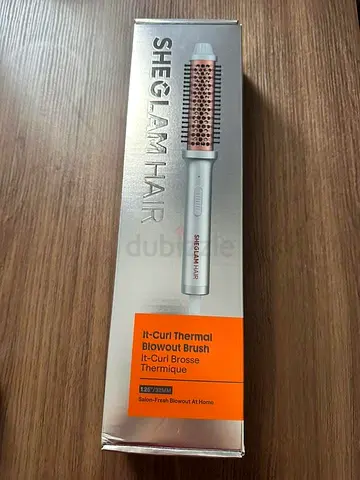 SHEGLAM HAIR
SHEGLAM HAIR
dubizzle
It-Curl Thermal
Blowout Brush
It-Curl Brosse
Thermique
1.25"/32MM
Salon-Fresh Blowout At Home